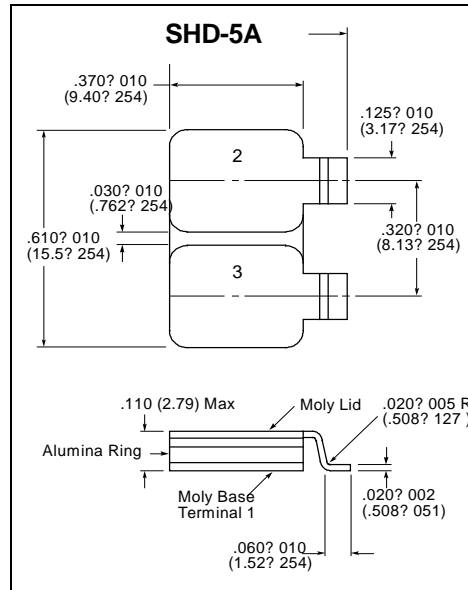 SHD-5A
.370? 010
(9.40? 254)
.125? 010
(3.17? 254)
2
.030? 010
(.762? 254)
.320? 010
(8.13? 254)
.610? 010
(15.5? 254)
3
.110 (2.79) Max
Moly Lid
.020? 005 R
(.508? 127 )
Alumina Ring
Moly Base
Terminal 1
.020? 002
(.508? 051)
.060? 010
(1.52? 254)